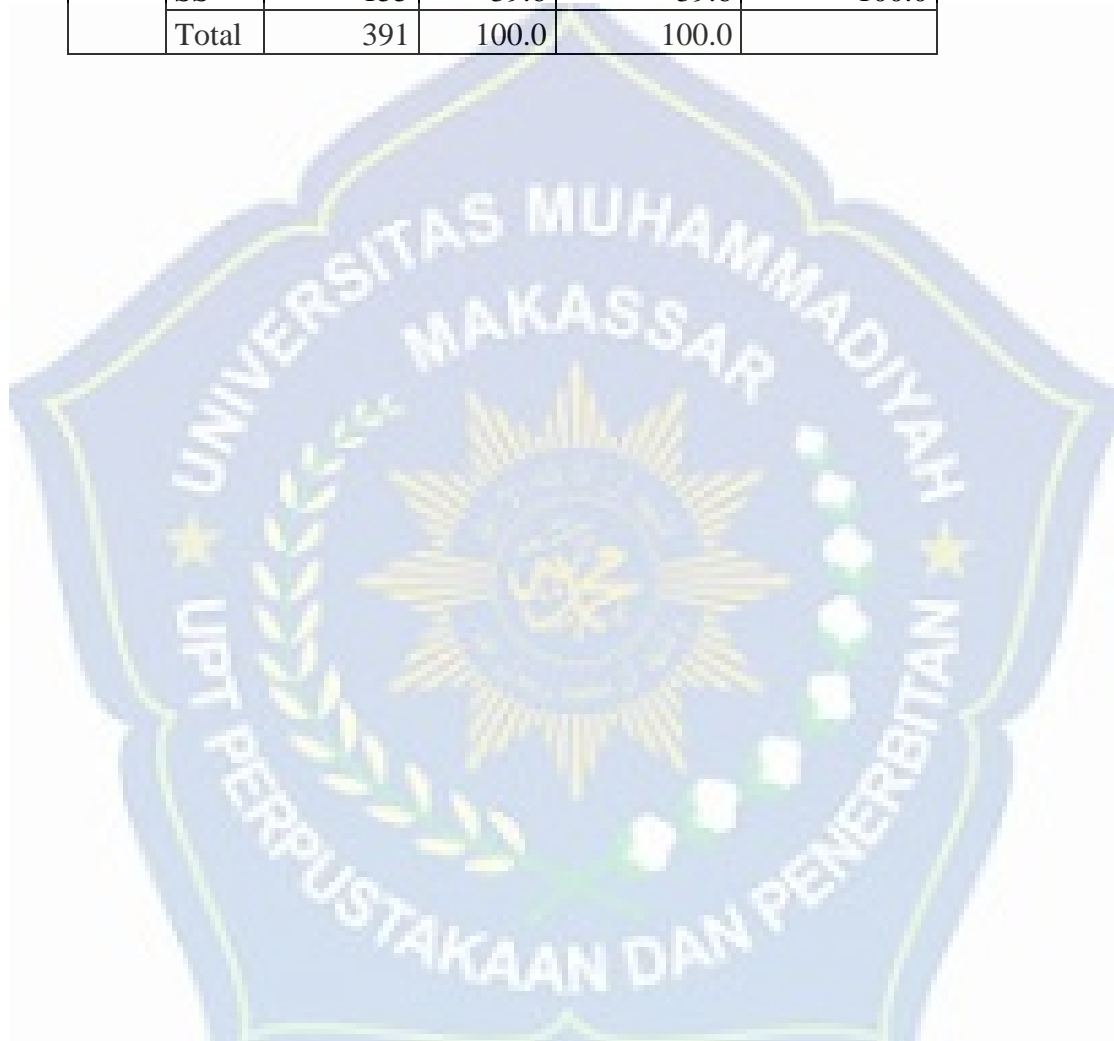 Total 391 100.0 100.0
UNIVERSITAS MUHAMMADIYAH
MAKASSAR
UPT PERPUSTAKAAN DAN PENERBITAN